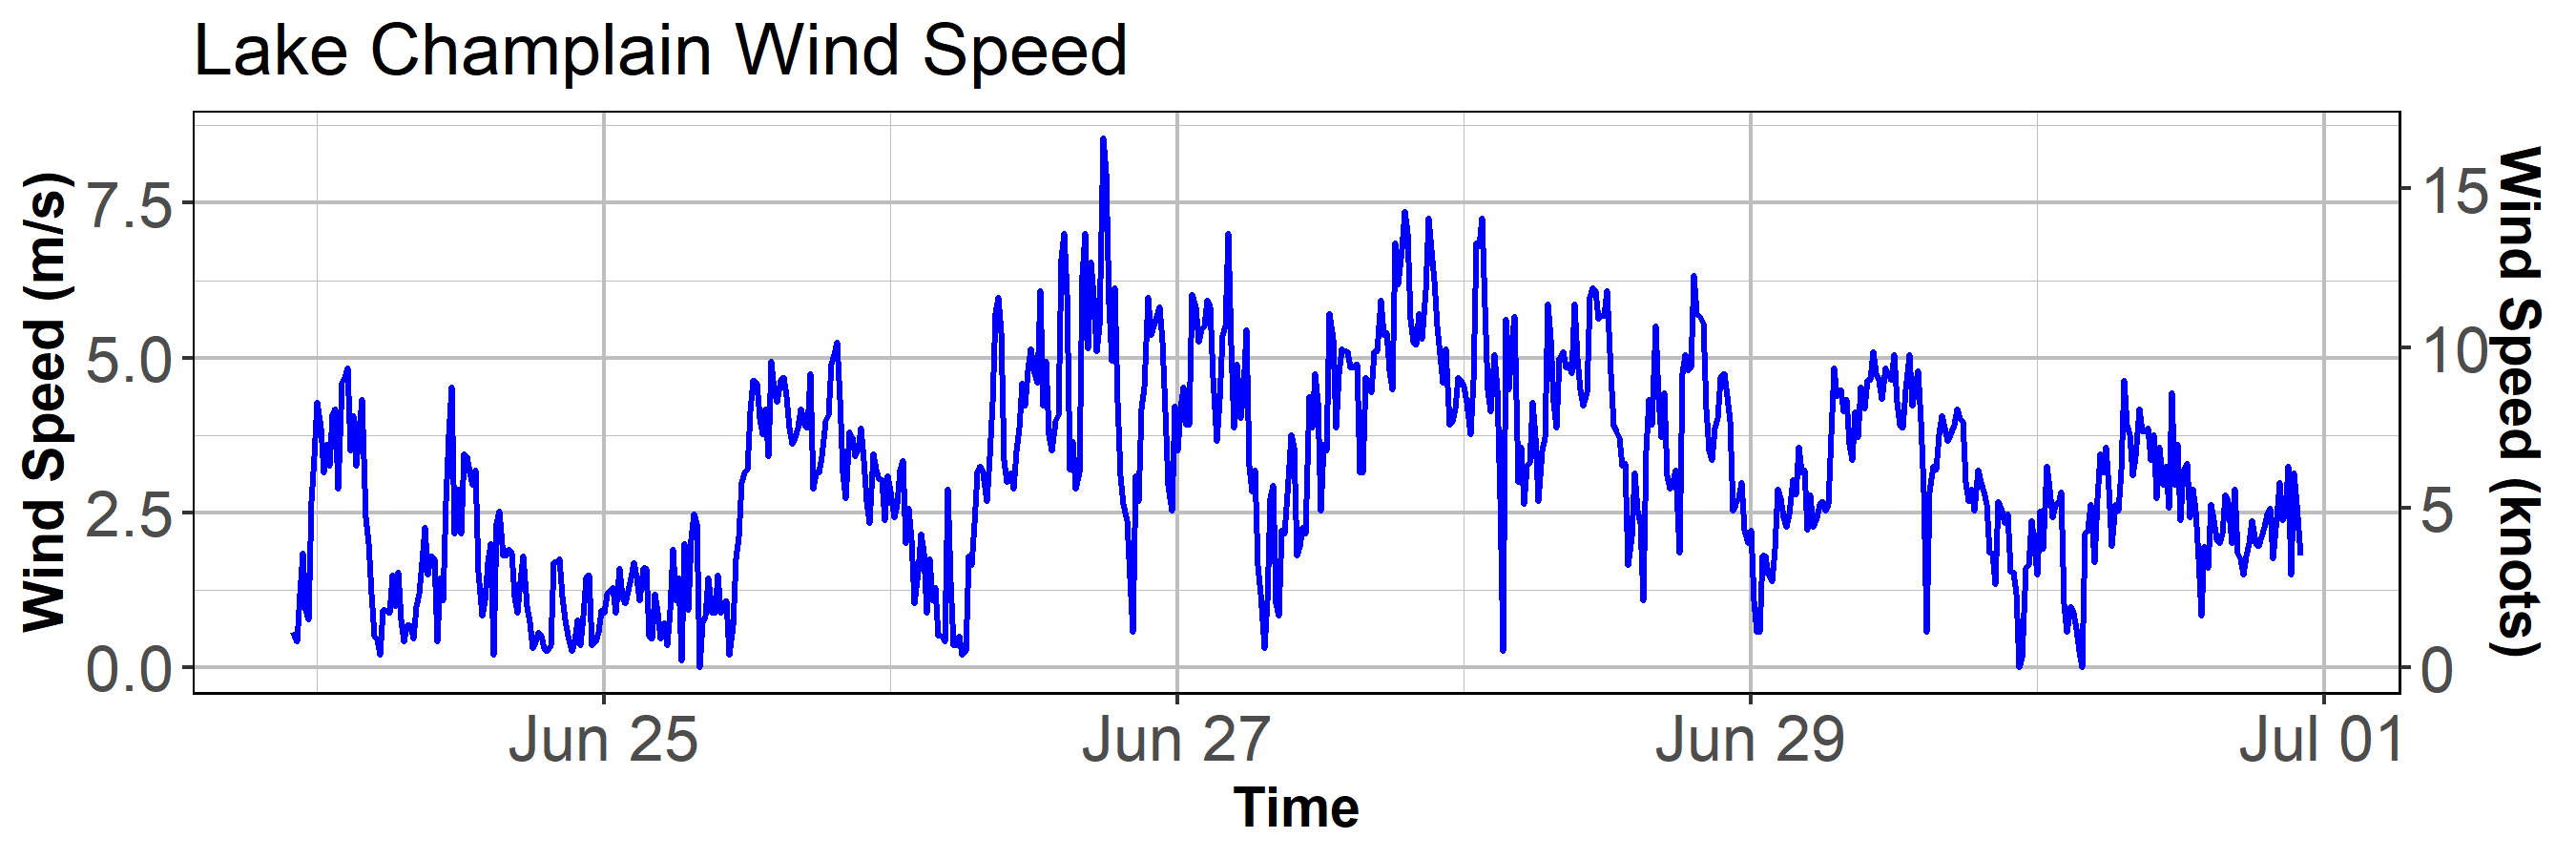 Lake Champlain Wind Speed
Wind Speed (m/s)
7.5
5.0
2.5
0.0
15
10
5
0
Wind Speed (knots)
Jun 25
Jun 27
Jun 29
Jul 01
Time